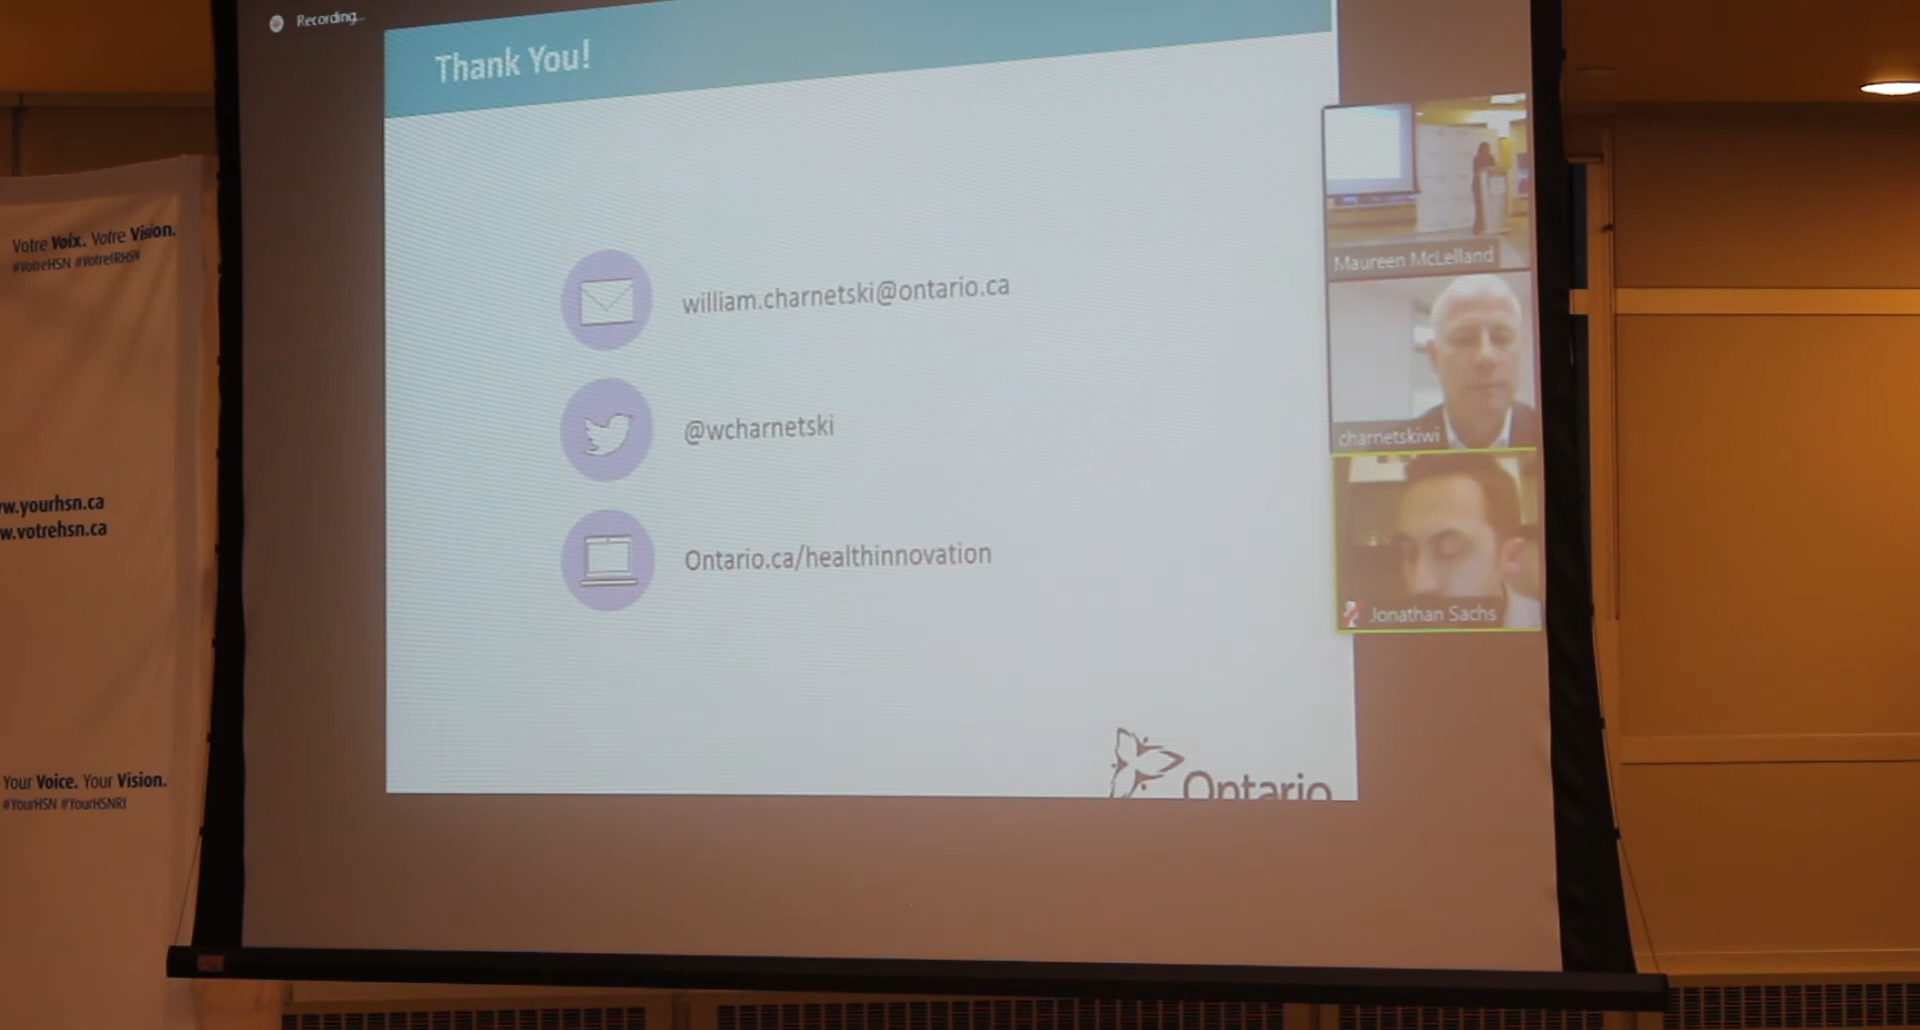 Recording...
Thank You!
william.charnetski@ontario.ca
@wcharnetski
Ontario.ca/healthinnovation
Ontario
Maureen McLelland
charnetskiwi
Jonathan Sachs
Votre Voix. Votre Vision.
#VotreHSN #VotreIRHSN
w.yourhsn.ca
w.votrehsn.ca
Your Voice. Your Vision.
#YourHSN #YourHSNRI